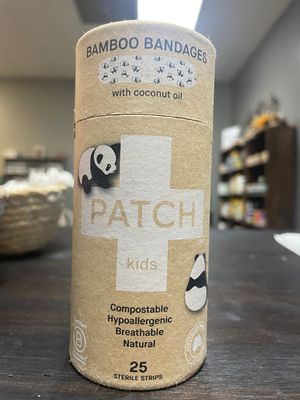 BAMBOO BANDAGES
with coconut oil
PATCH
kids
Compostable
Hypoallergenic
Breathable
Natural
25
STERILE STRIPS
B